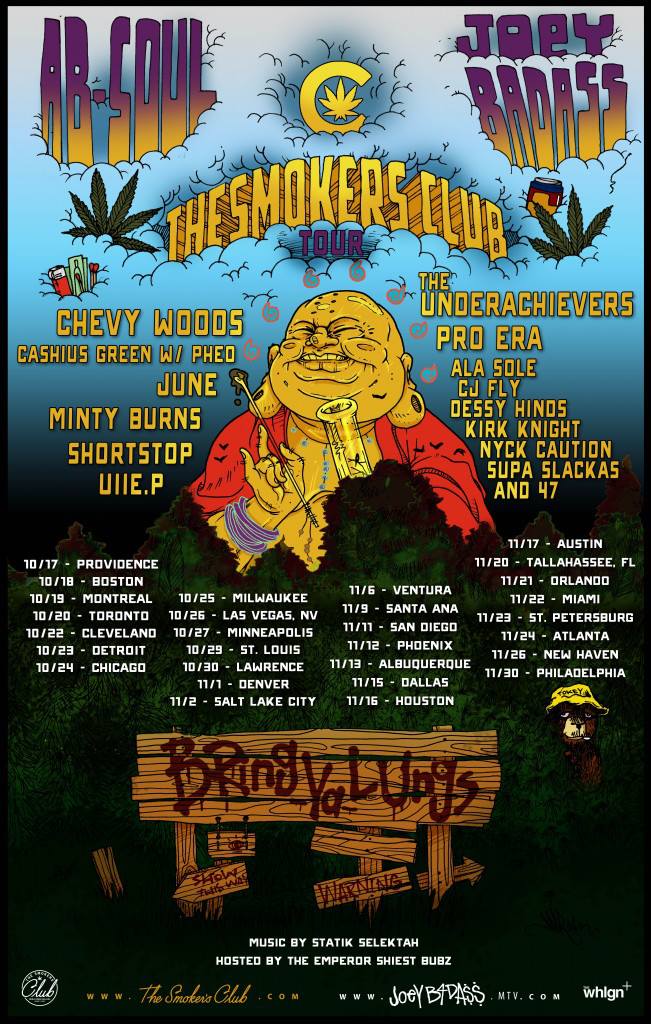 AB-SOUL
JOEY
BADASS
C
THE SMOKERS CLUB
TOUR
CHEVY WOODS
CASHIUS GREEN W/ PHEO
JUNE
MINTY BURNS
SHORTSTOP
UIIE.P
THE
UNDERACHIEVERS
PRO ERA
ALA SOLE
CJ FLY
DESSY HINDS
KIRK KNIGHT
NYCK CAUTION
SUPA SLACKAS
AND 47
10/17 - PROVIDENCE
10/18 - BOSTON
10/19 - MONTREAL
10/20 - TORONTO
10/22 - CLEVELAND
10/23 - DETROIT
10/24 - CHICAGO
10/25 - MILWAUKEE
10/26 - LAS VEGAS, NV
10/27 - MINNEAPOLIS
10/29 - ST. LOUIS
10/30 - LAWRENCE
11/1 - DENVER
11/2 - SALT LAKE CITY
11/6 - VENTURA
11/9 - SANTA ANA
11/11 - SAN DIEGO
11/12 - PHOENIX
11/13 - ALBUQUERQUE
11/15 - DALLAS
11/16 - HOUSTON
11/17 - AUSTIN
11/20 - TALLAHASSEE, FL
11/21 - ORLANDO
11/22 - MIAMI
11/23 - ST. PETERSBURG
11/24 - ATLANTA
11/26 - NEW HAVEN
11/30 - PHILADELPHIA
BRing Ya LUngs
SHOW
THIS WAY
WARNING
MUSIC BY STATIK SELEKTAH
HOSTED BY THE EMPEROR SHIEST BUBZ
Club
www.The Smokers Club.com
www.JOEY BADA$$.MTV.COM
whlgn+